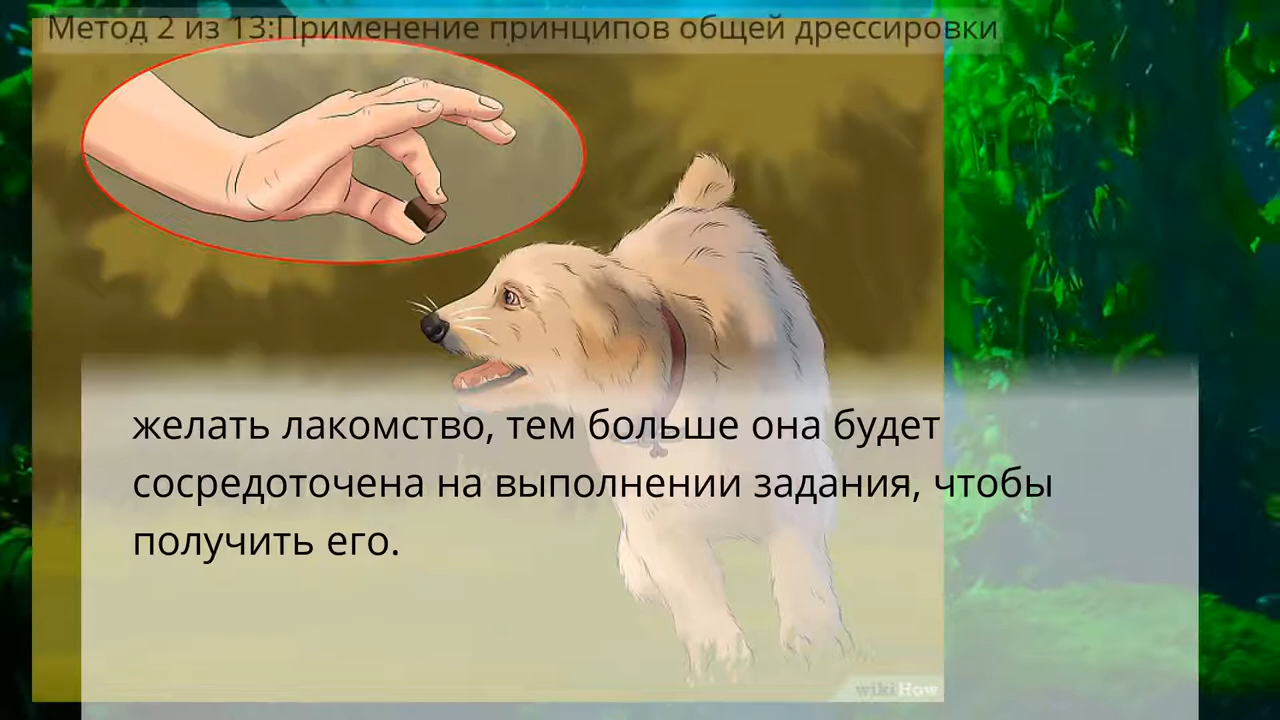 Метод 2 из 13:Применение принципов общей дрессировки
желать лакомство, тем больше она будет
сосредоточена на выполнении задания, чтобы
получить его.
wikiHow